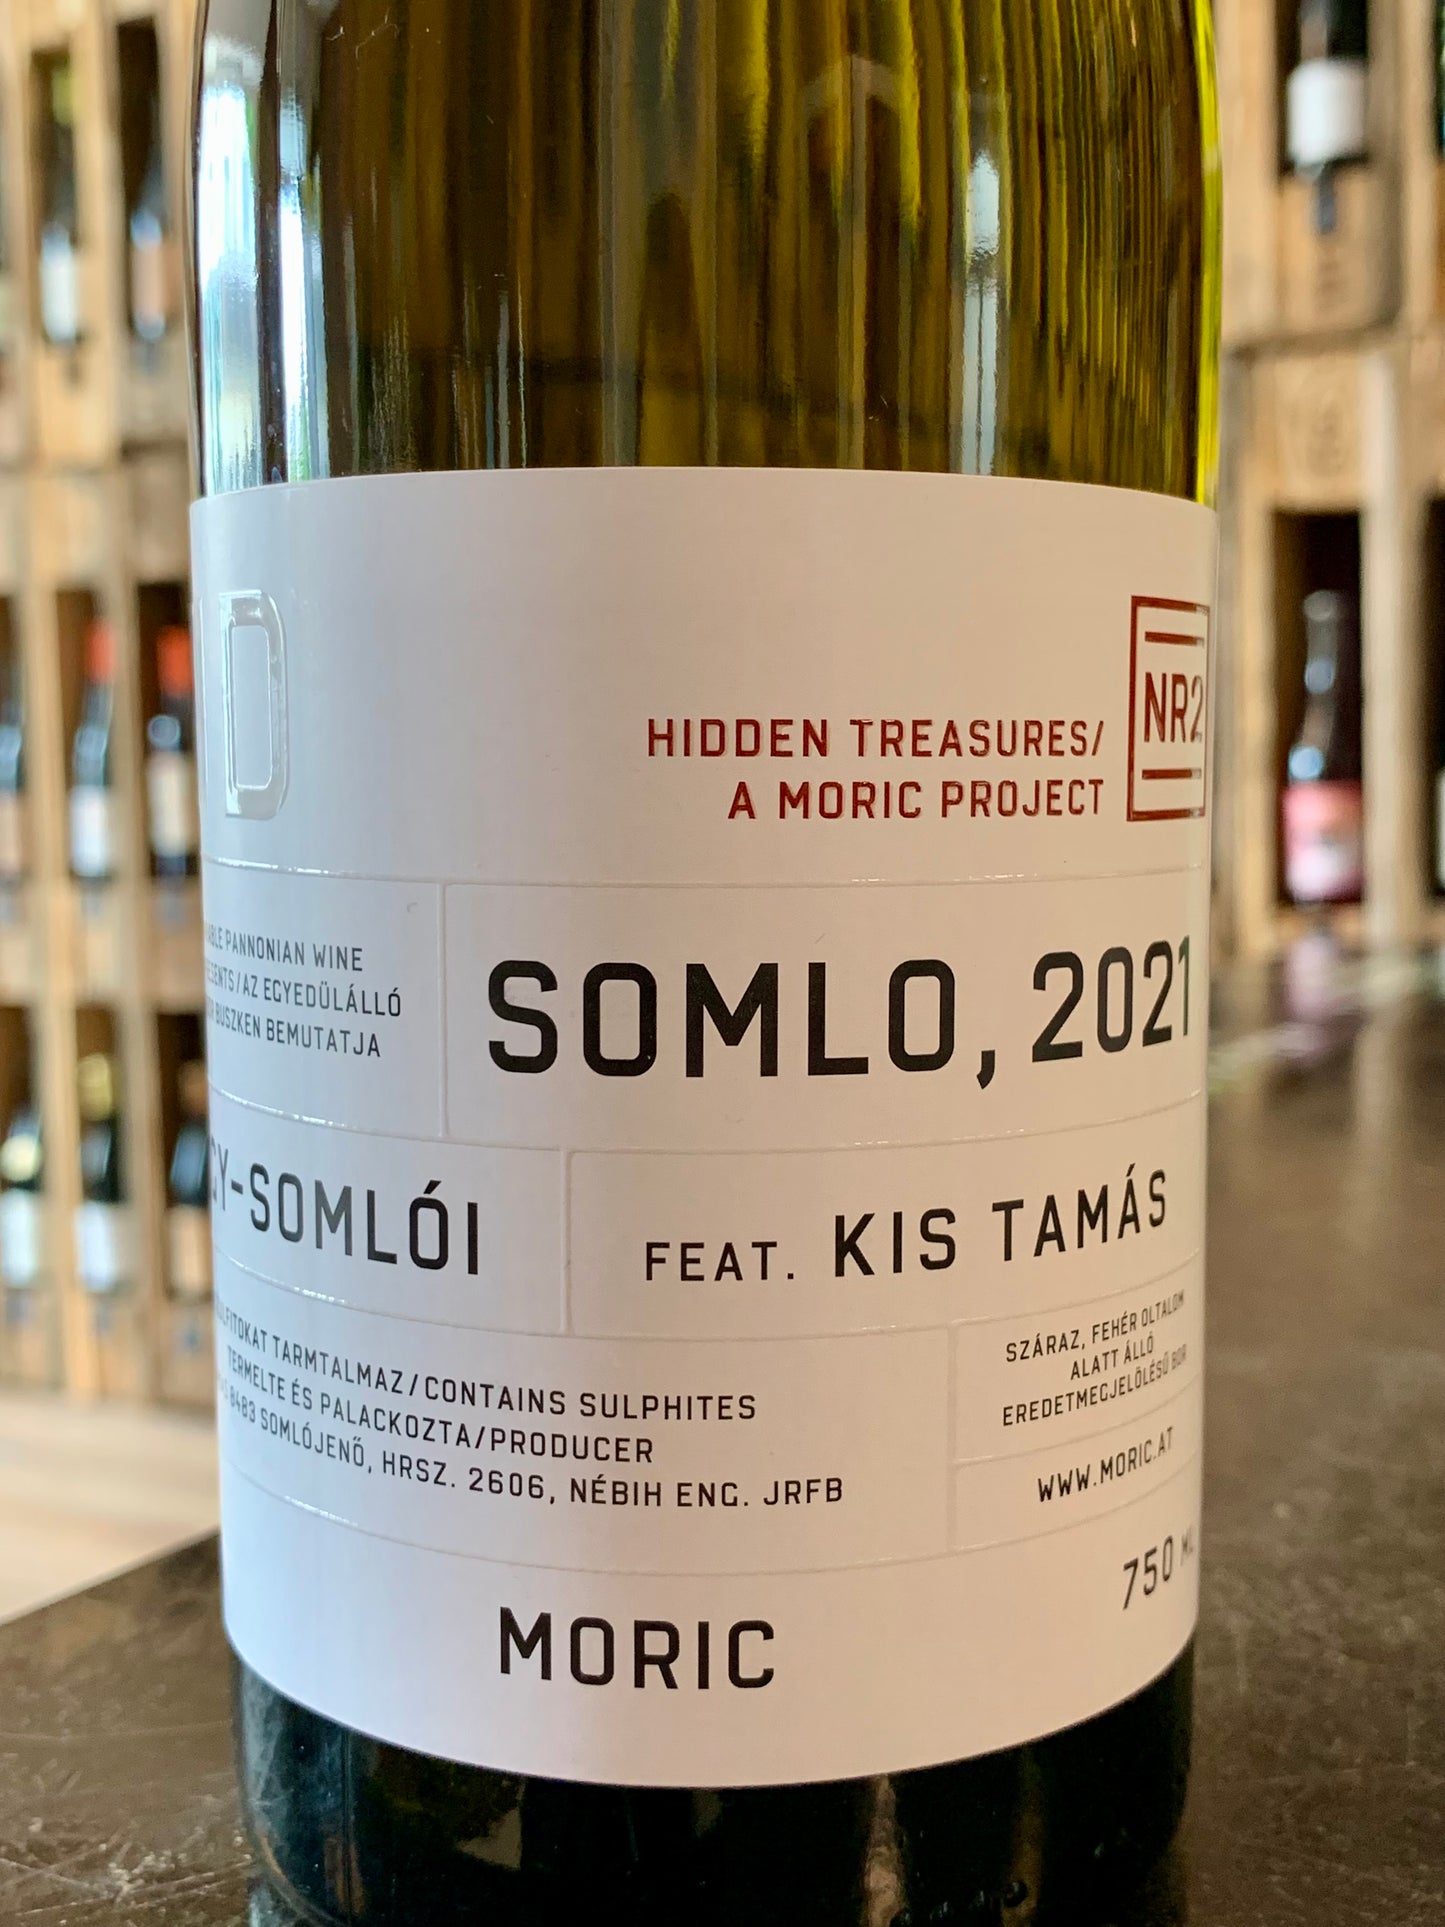 D
NR2
HIDDEN TREASURES/
A MORIC PROJECT
PANNONIAN WINE
/AZ EGYEDÜLÁLLÓ
BUSZKEN BEMUTATJA
SOMLO, 2021
-SOMLÓI
FEAT. KIS TAMÁS
TARMTALMAZ/CONTAINS SULPHITES
TERMELTE ÉS PALACKOZTA/PRODUCER
8483 SOMLÓJENŐ, HRSZ. 2606, NÉBIH ENG. JRFB
SZÁRAZ, FEHÉR OLTALOM
ALATT ÁLLÓ
EREDETMEGJELÖLÉSŰ BOR
WWW.MORIC.AT
750 ML
MORIC